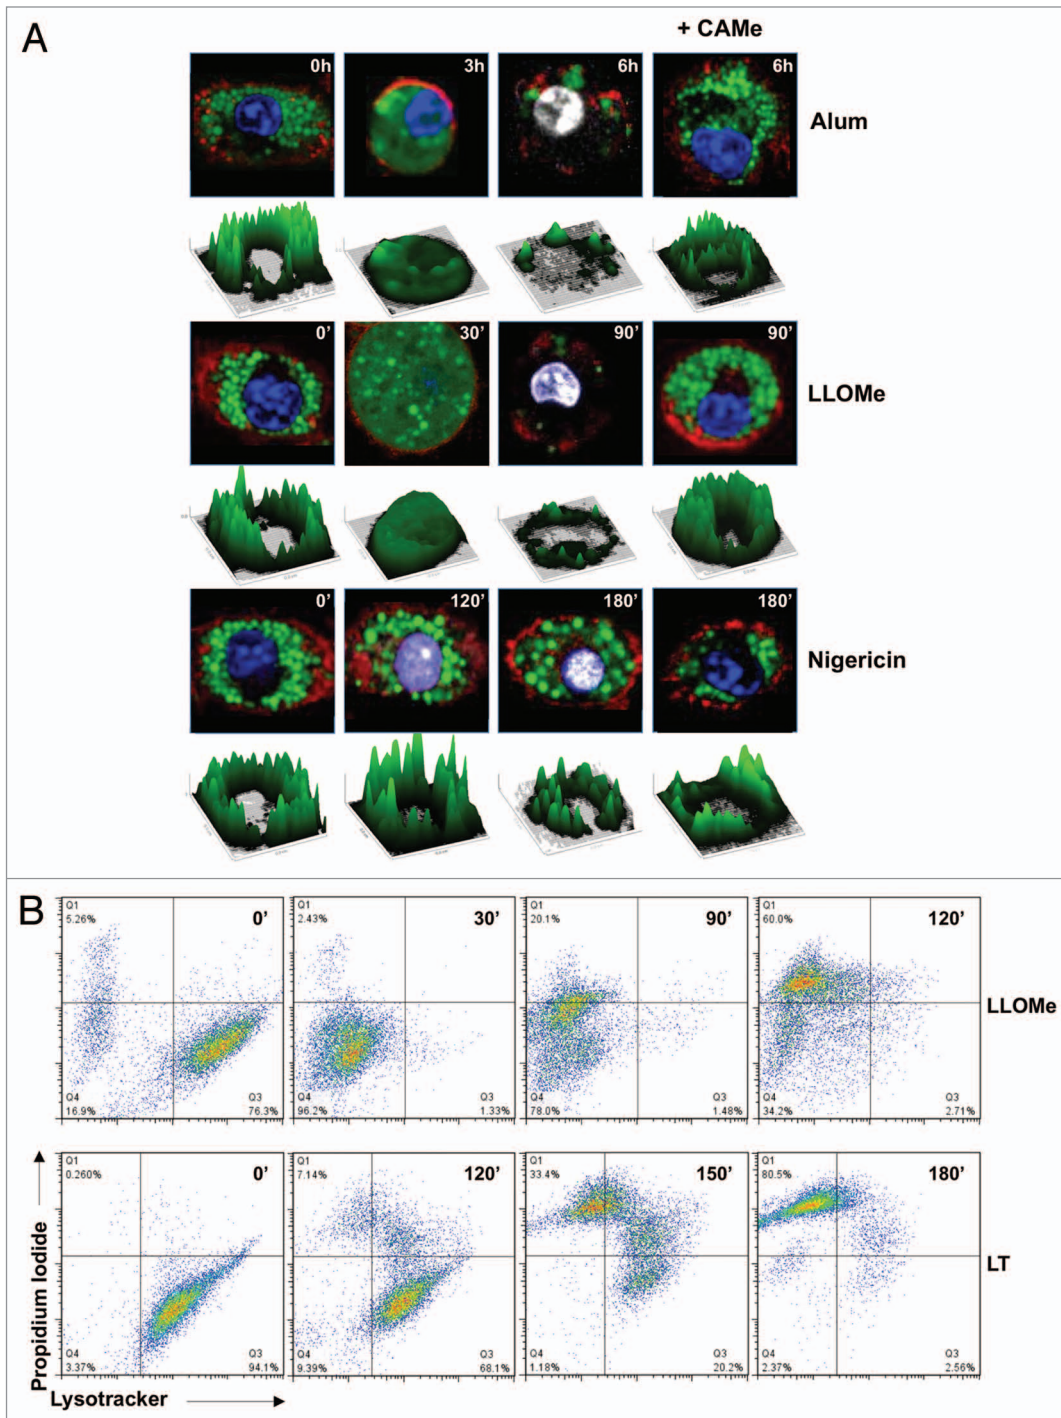 A
+ CAMe
0h
3h
6h
6h
Alum
0'
30'
90'
90'
LLOMe
0'
120'
180'
180'
Nigericin
B
Q1
5.26%
0'
Q4
16.9%
Q3
76.3%
Q1
2.43%
30'
Q4
96.2%
Q3
1.33%
Q1
20.1%
90'
Q4
78.0%
Q3
1.48%
Q1
60.0%
120'
Q4
34.2%
Q3
2.71%
LLOMe
Q1
0.260%
0'
Q4
3.37%
Q3
94.1%
Q1
7.14%
120'
Q4
9.39%
Q3
68.1%
Q1
33.4%
150'
Q4
1.18%
Q3
20.2%
Q1
80.5%
180'
Q4
2.37%
Q3
2.56%
LT
Propidium Iodide
Lysotracker